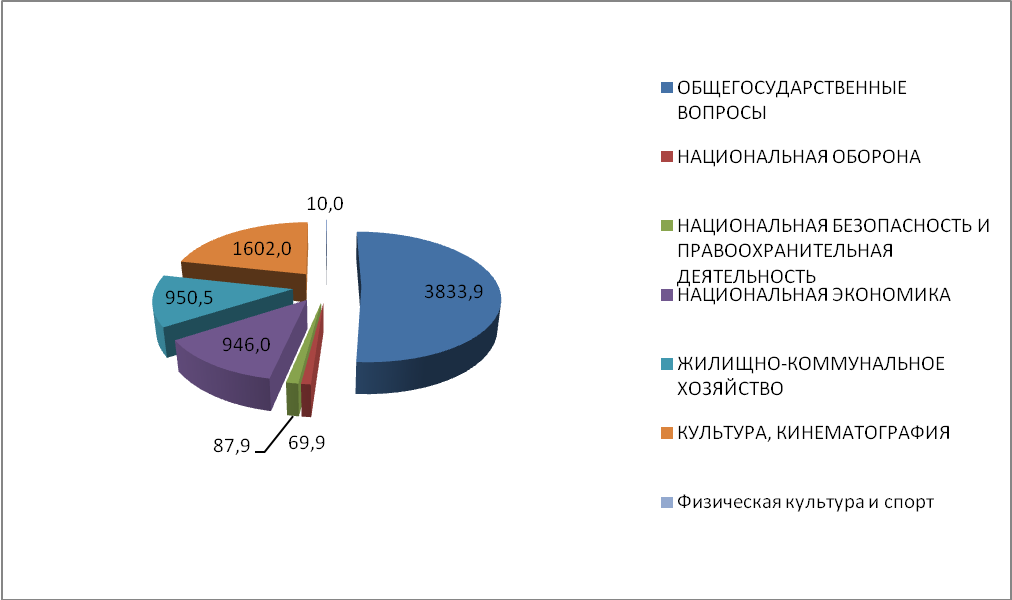 10,0
1602,0
950,5
946,0
3833,9
87,9
69,9
ОБЩЕГОСУДАРСТВЕННЫЕ
ВОПРОСЫ
НАЦИОНАЛЬНАЯ ОБОРОНА
НАЦИОНАЛЬНАЯ БЕЗОПАСНОСТЬ И
ПРАВООХРАНИТЕЛЬНАЯ
ДЕЯТЕЛЬНОСТЬ
НАЦИОНАЛЬНАЯ ЭКОНОМИКА
ЖИЛИЩНО-КОММУНАЛЬНОЕ
ХОЗЯЙСТВО
КУЛЬТУРА, КИНЕМАТОГРАФИЯ
Физическая культура и спорт